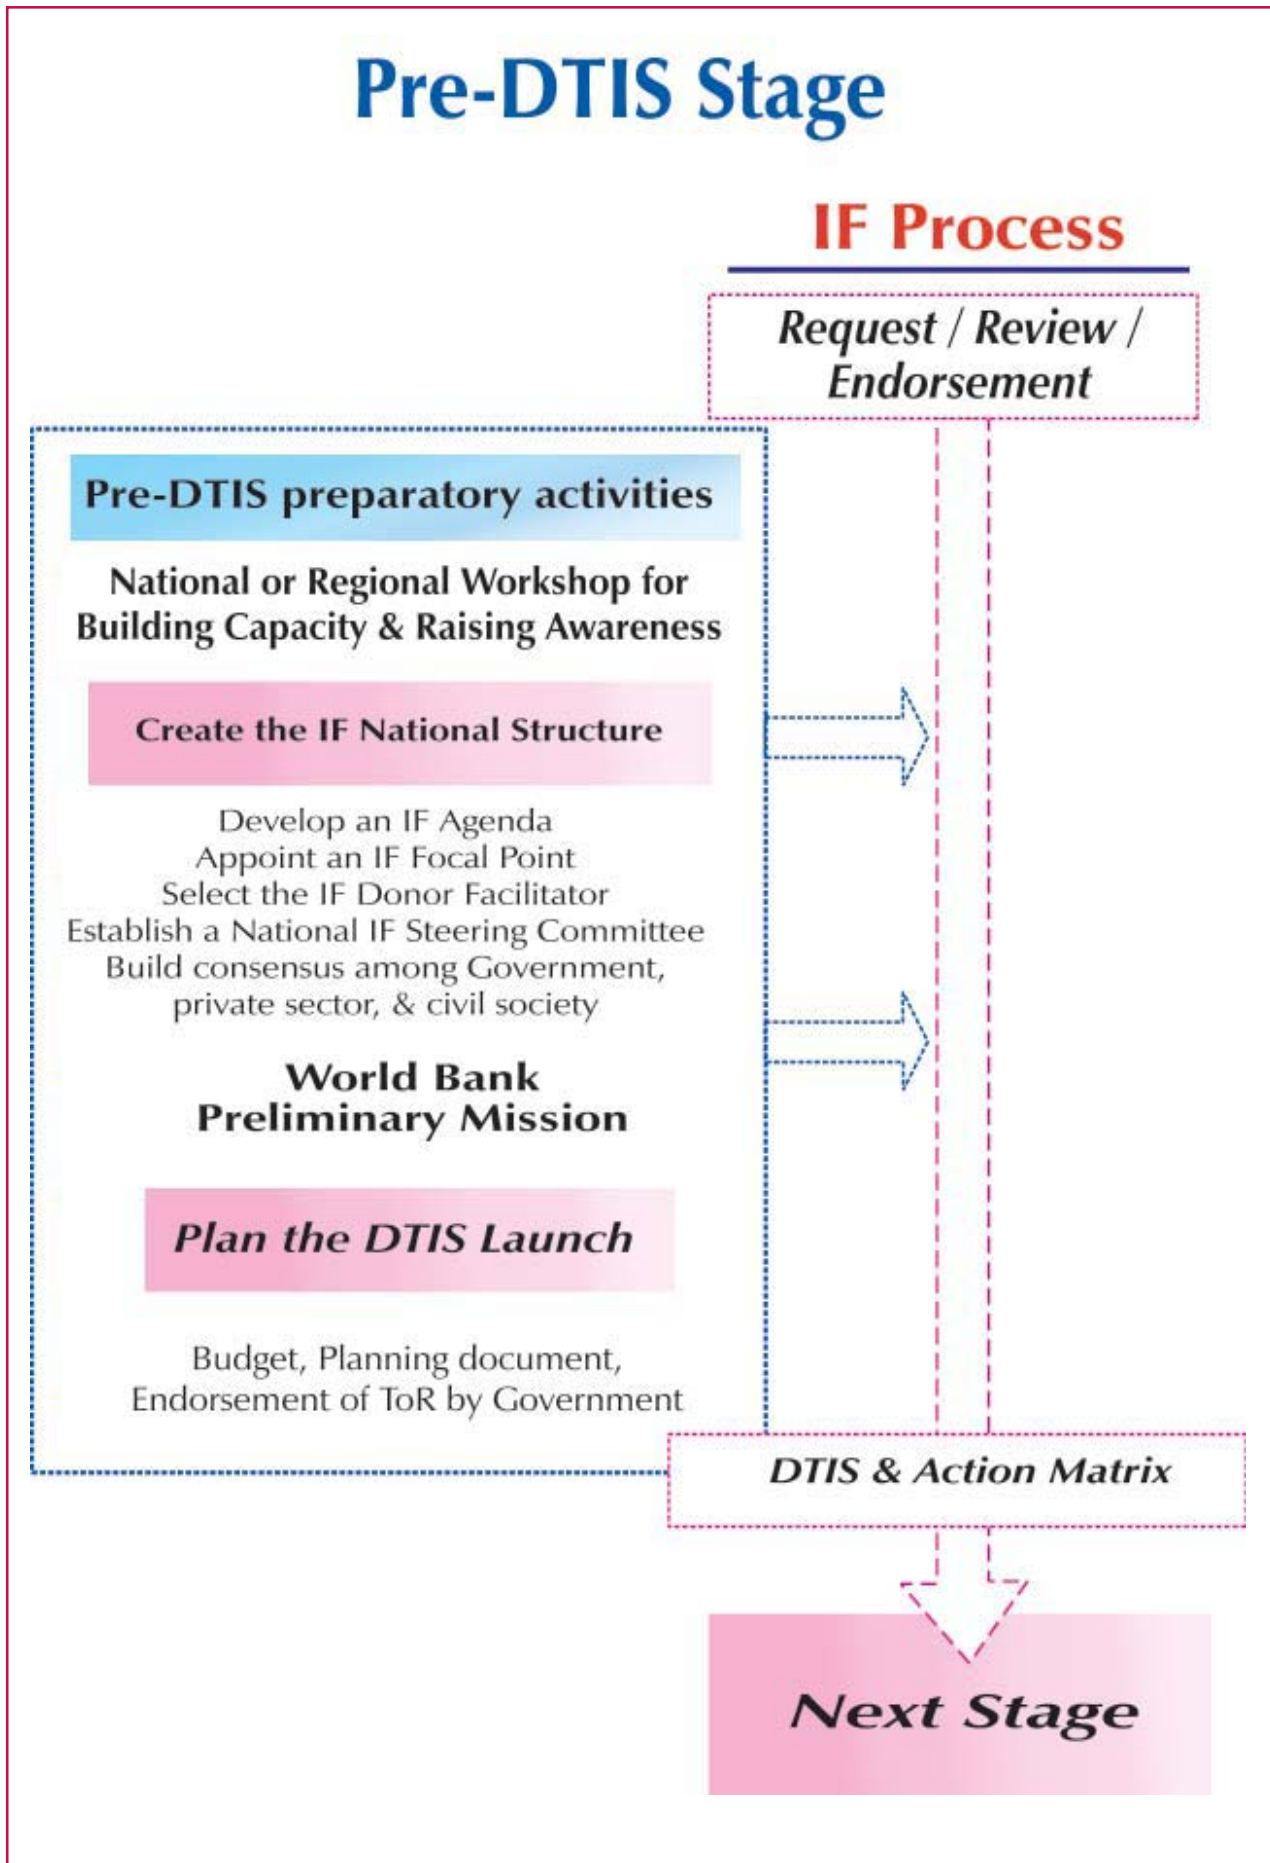 Pre-DTIS Stage
IF Process
Request / Review /
Endorsement
Pre-DTIS preparatory activities
National or Regional Workshop for
Building Capacity & Raising Awareness
Create the IF National Structure
Develop an IF Agenda
Appoint an IF Focal Point
Select the IF Donor Facilitator
Establish a National IF Steering Committee
Build consensus among Government,
private sector, & civil society
World Bank
Preliminary Mission
Plan the DTIS Launch
Budget, Planning document,
Endorsement of ToR by Government
DTIS & Action Matrix
Next Stage